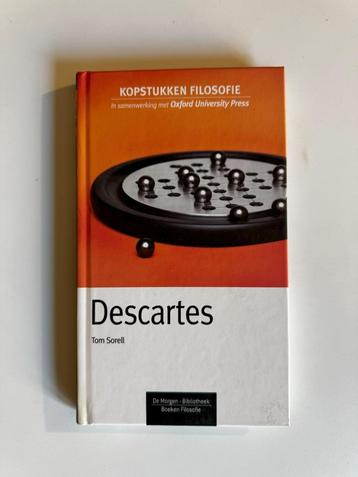 KOPSTUKKEN FILOSOFIE
In samenwerking met Oxford University Press
Descartes
Tom Sorell
De Morgen - Bibliotheek
Boeken Filosofie